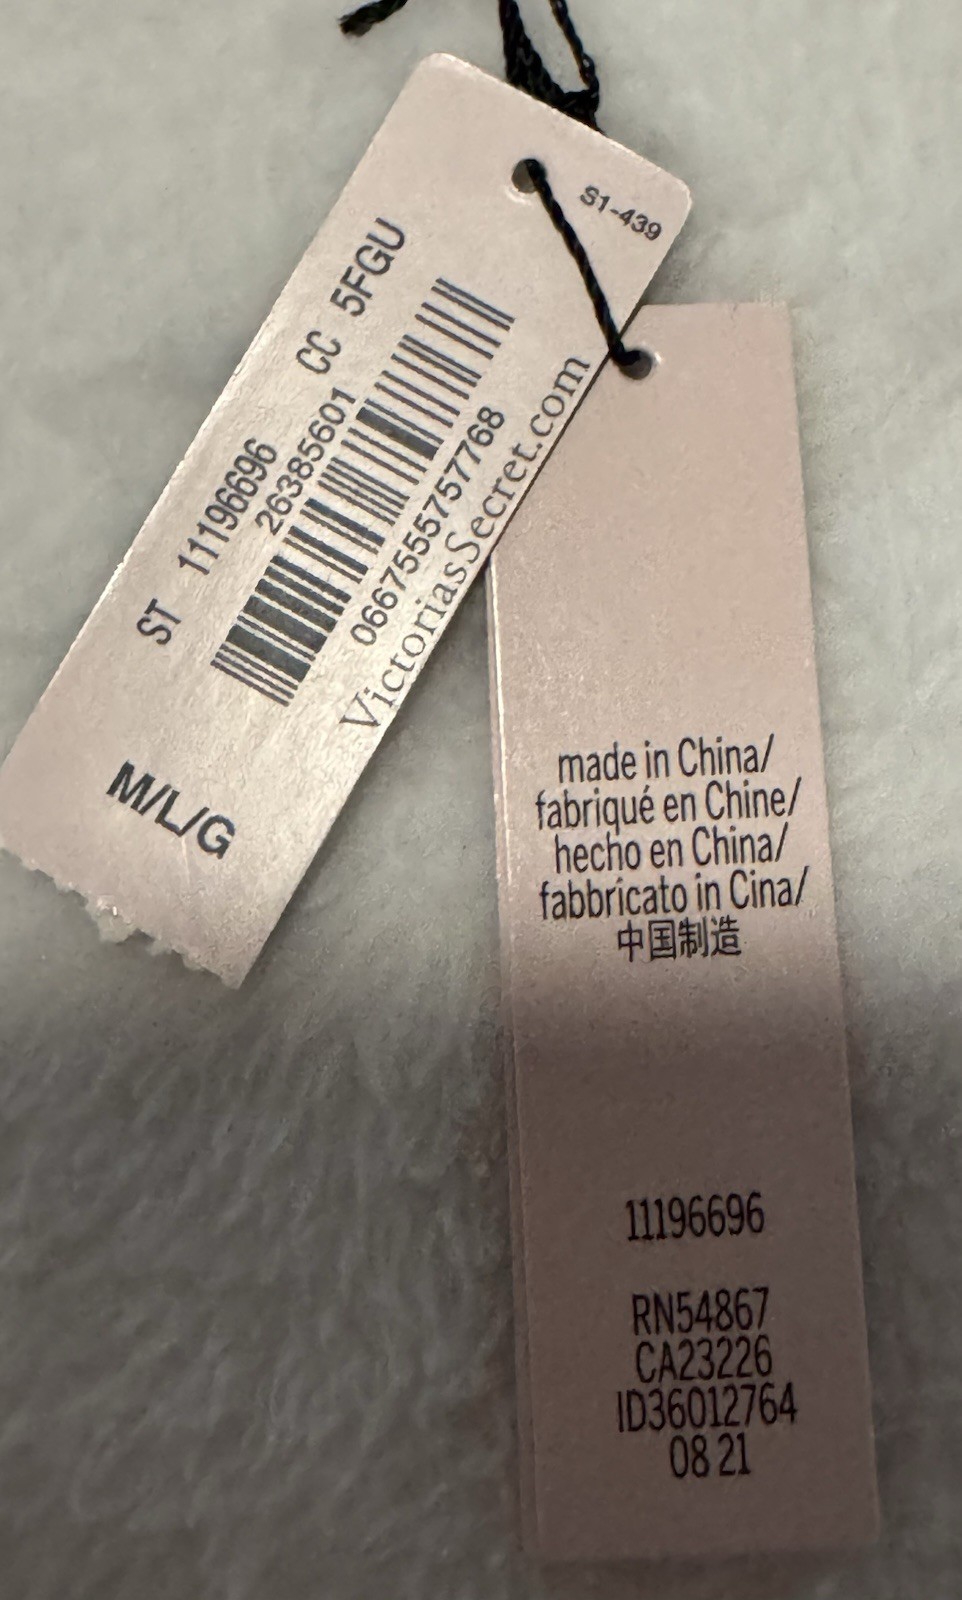 S1-439
ST 11196696 CC 5FGU
26385601
0667555757768
VictoriasSecret.com
M/L/G
made in China/
fabriqué en Chine/
hecho en China/
fabbricato in Cina/
中国制造
11196696
RN54867
CA23226
ID36012764
08 21